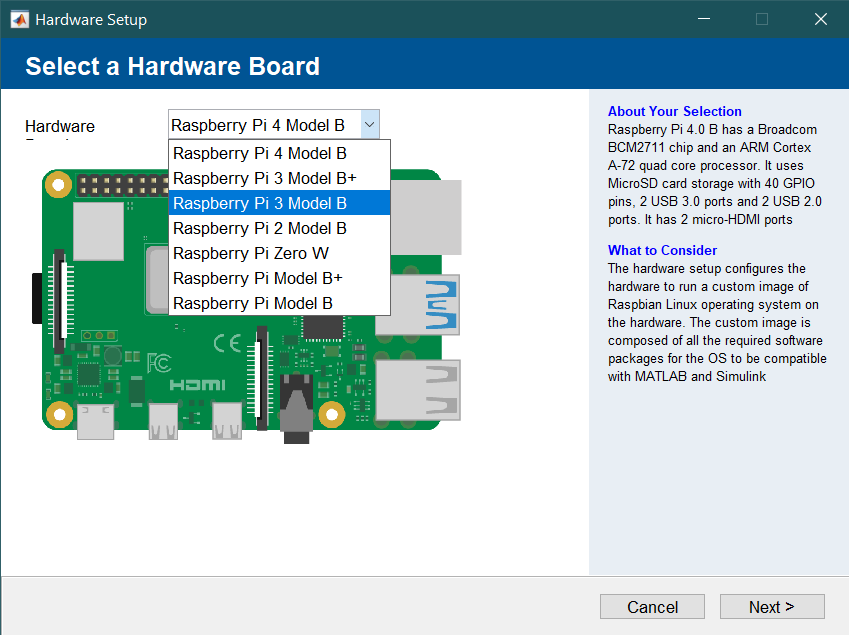 Hardware Setup
Select a Hardware Board
Hardware
Raspberry Pi 4 Model B
Raspberry Pi 4 Model B
Raspberry Pi 3 Model B+
Raspberry Pi 3 Model B
Raspberry Pi 2 Model B
Raspberry Pi Zero W
Raspberry Pi Model B+
Raspberry Pi Model B
CE
FC
HDMI
About Your Selection
Raspberry Pi 4.0 B has a Broadcom
BCM2711 chip and an ARM Cortex
A-72 quad core processor. It uses
MicroSD card storage with 40 GPIO
pins, 2 USB 3.0 ports and 2 USB 2.0
ports. It has 2 micro-HDMI ports
What to Consider
The hardware setup configures the
hardware to run a custom image of
Raspbian Linux operating system on
the hardware. The custom image is
composed of all the required software
packages for the OS to be compatible
with MATLAB and Simulink
Cancel
Next >